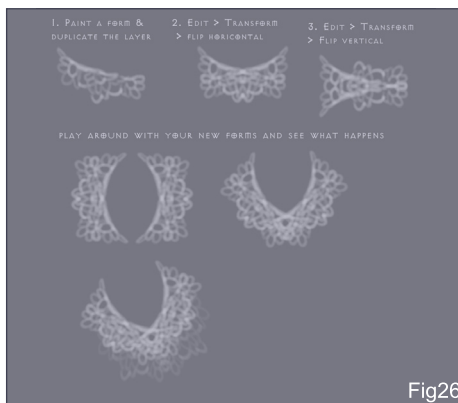 1. Paint a form &
duplicate the layer
2. Edit > Transform
> flip horicontal
3. Edit > Transform
> Flip vertical
play around with your new forms and see what happens
Fig26